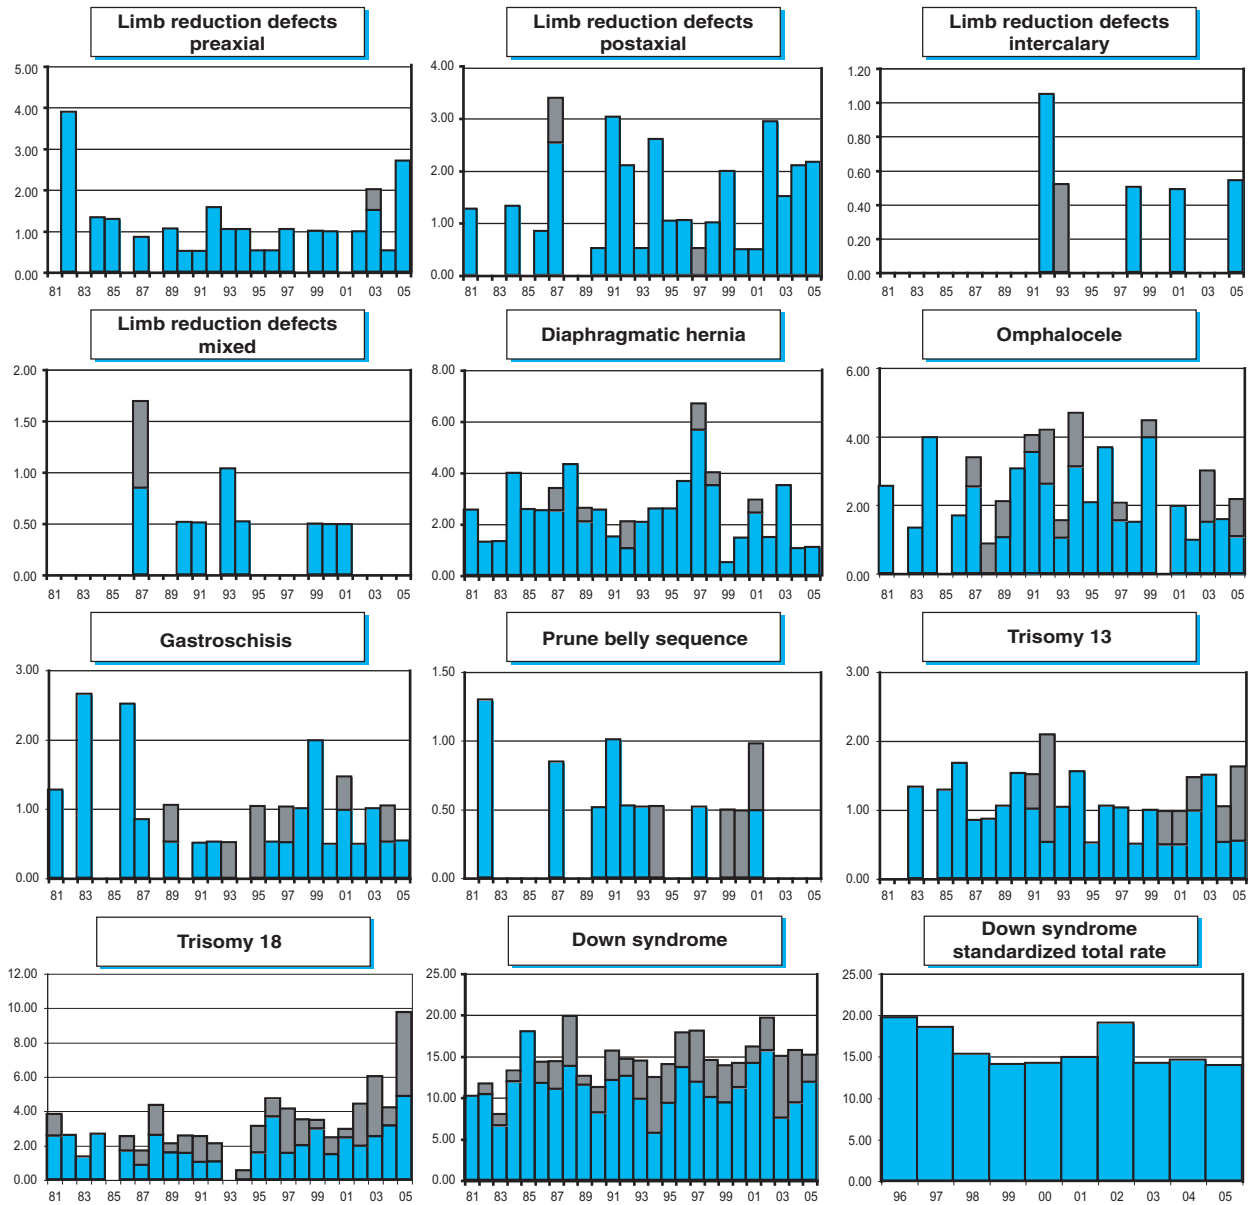 Limb reduction defects
preaxial
5.00
4.00
3.00
2.00
1.00
0.00
81 83 85 87 89 91 93 95 97 99 01 03 05
Limb reduction defects
postaxial
4.00
3.00
2.00
1.00
0.00
81 83 85 87 89 91 93 95 97 99 01 03 05
Limb reduction defects
intercalary
1.20
1.00
0.80
0.60
0.40
0.20
0.00
81 83 85 87 89 91 93 95 97 99 01 03 05
Limb reduction defects
mixed
2.00
1.50
1.00
0.50
0.00
81 83 85 87 89 91 93 95 97 99 01 03 05
Diaphragmatic hernia
8.00
6.00
4.00
2.00
0.00
81 83 85 87 89 91 93 95 97 99 01 03 05
Omphalocele
6.00
4.00
2.00
0.00
81 83 85 87 89 91 93 95 97 99 01 03 05
Gastroschisis
3.00
2.00
1.00
0.00
81 83 85 87 89 91 93 95 97 99 01 03 05
Prune belly sequence
1.50
1.00
0.50
0.00
81 83 85 87 89 91 93 95 97 99 01 03 05
Trisomy 13
3.00
2.00
1.00
0.00
81 83 85 87 89 91 93 95 97 99 01 03 05
Trisomy 18
12.00
10.00
8.00
6.00
4.00
2.00
0.00
81 83 85 87 89 91 93 95 97 99 01 03 05
Down syndrome
25.00
20.00
15.00
10.00
5.00
0.00
81 83 85 87 89 91 93 95 97 99 01 03 05
Down syndrome
standardized total rate
25.00
20.00
15.00
10.00
5.00
0.00
96 97 98 99 00 01 02 03 04 05